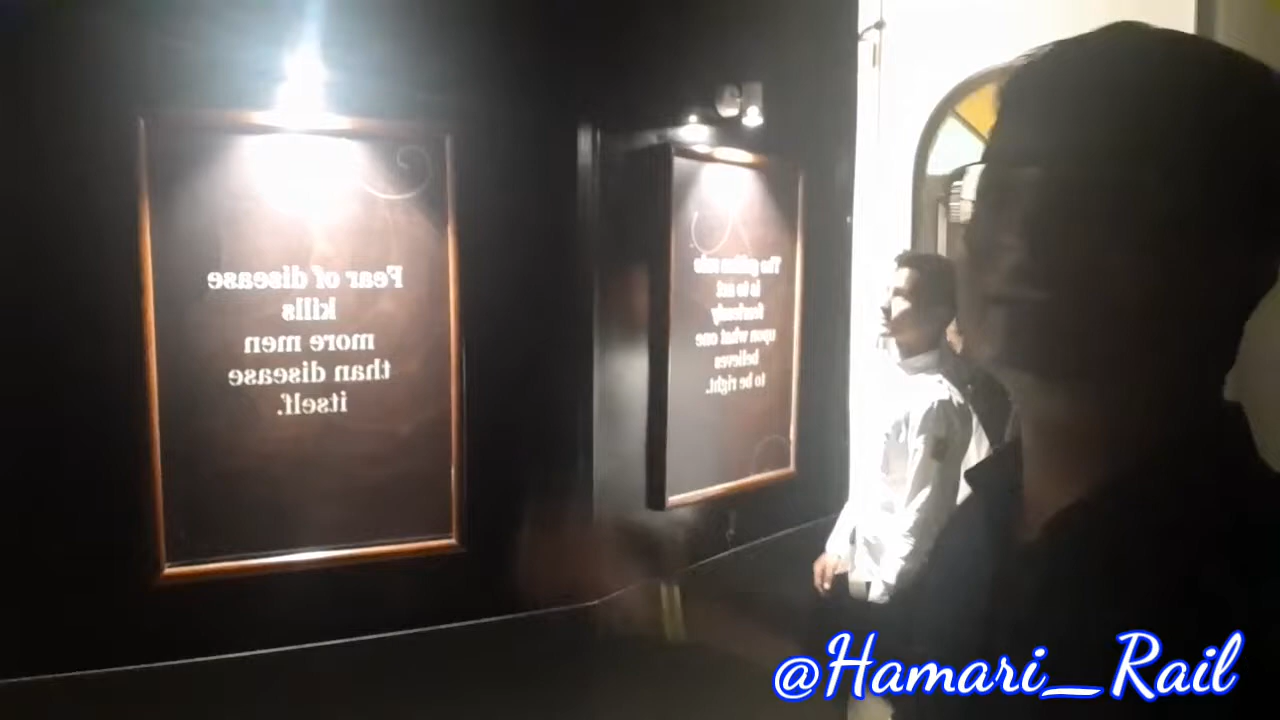 Fear of disease
kills
more men
than disease
itself.
The golden rule
is to act
fearlessly
upon what one
believes
to be right.
@Hamari_Rail